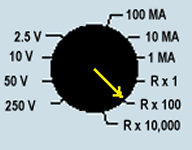 100 MA
2.5 V
10 MA
10 V
1 MA
50 V
R x 1
250 V
R x 100
R x 10,000